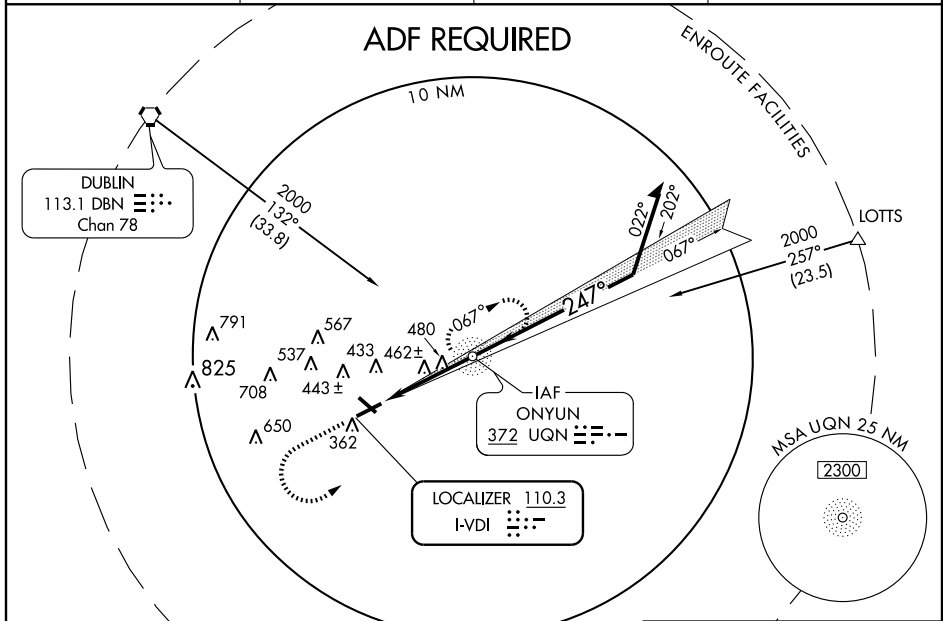 ADF REQUIRED
ENROUTE FACILITIES
10 NM
DUBLIN
113.1 DBN
Chan 78
2000
132°
(33.8)
022°
202°
067°
LOTTS
2000
257°
(23.5)
247°
067°
791
567
480
825
537
433
462±
708
443±
650
362
IAF
ONYUN
372 UQN
LOCALIZER 110.3
I-VDI
MSA UQN 25 NM
2300